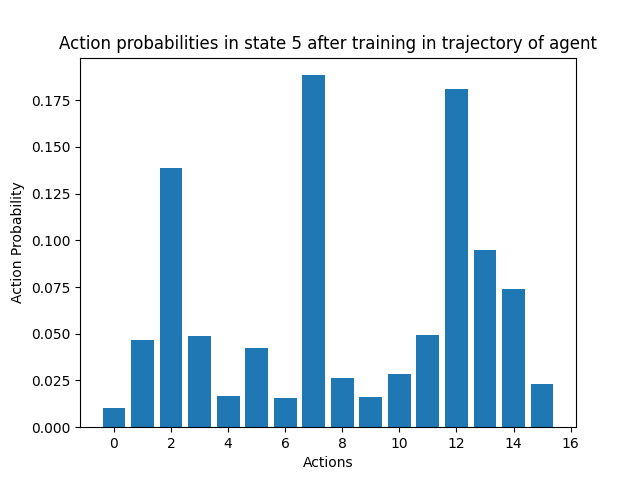 Action probabilities in state 5 after training in trajectory of agent
0.175
0.150
0.125
0.100
0.075
0.050
0.025
0.000
Action Probability
0 2 4 6 8 10 12 14 16
Actions